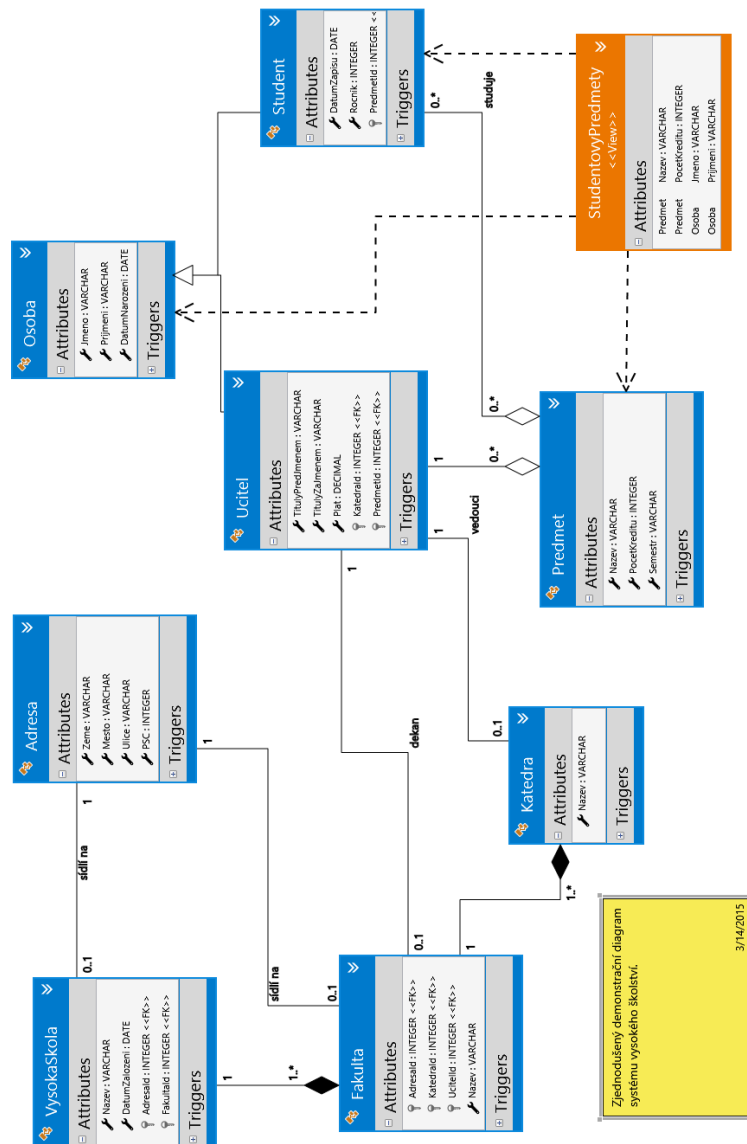 VysokaSkola
Attributes
Nazev : VARCHAR
DatumZalozeni : DATE
AdresaId : INTEGER <<FK>>
FakultaId : INTEGER <<FK>>
Triggers
0..1
sídlí na
1
Adresa
Attributes
Zeme : VARCHAR
Mesto : VARCHAR
Ulice : VARCHAR
PSC : INTEGER
Triggers
Osoba
Attributes
Jmeno : VARCHAR
Prijmeni : VARCHAR
DatumNarozeni : DATE
Triggers
1
1..*
sídlí na
1
0..1
Ucitel
Attributes
TitulyPredJmenem : VARCHAR
TitulyZaJmenem : VARCHAR
Plat : DECIMAL
KatedraId : INTEGER <<FK>>
PredmetId : INTEGER <<FK>>
Triggers
Student
Attributes
DatumZapisu : DATE
Rocnik : INTEGER
PredmetId : INTEGER <<
Triggers
Fakulta
Attributes
AdresaId : INTEGER <<FK>>
KatedraId : INTEGER <<FK>>
UcitelId : INTEGER <<FK>>
Nazev : VARCHAR
Triggers
0..1
dekan
1
1
1..*
1
vedouci
0..1
1
0..*
0..*
studuje
0..*
Katedra
Attributes
Nazev : VARCHAR
Triggers
Predmet
Attributes
Nazev : VARCHAR
PocetKreditu : INTEGER
Semestr : VARCHAR
Triggers
StudentovyPredmety
<<View>>
Attributes
Predmet Nazev : VARCHAR
Predmet PocetKreditu : INTEGER
Osoba Jmeno : VARCHAR
Osoba Prijmeni : VARCHAR
Zjednodušený demonstrační diagram
systému vysokého školství.
3/14/2015